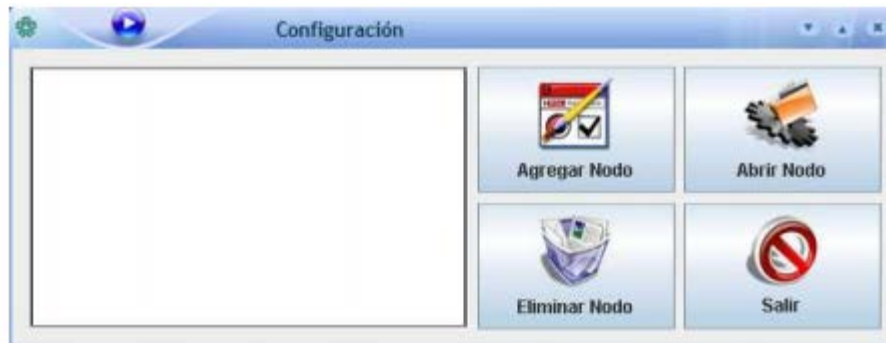 Configuración
Agregar Nodo
Abrir Nodo
Eliminar Nodo
Salir